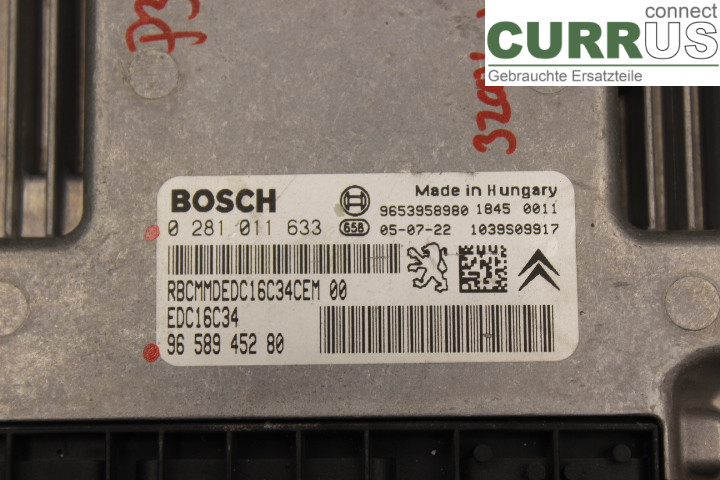 connect
CURRUS
Gebrauchte Ersatzteile
BOSCH
Made in Hungary
9653958980 1845 0011
0 281 011 633
658
05-07-22
1039S09917
RBCMMDEDC16C34CEM 00
EDC16C34
96 589 452 80